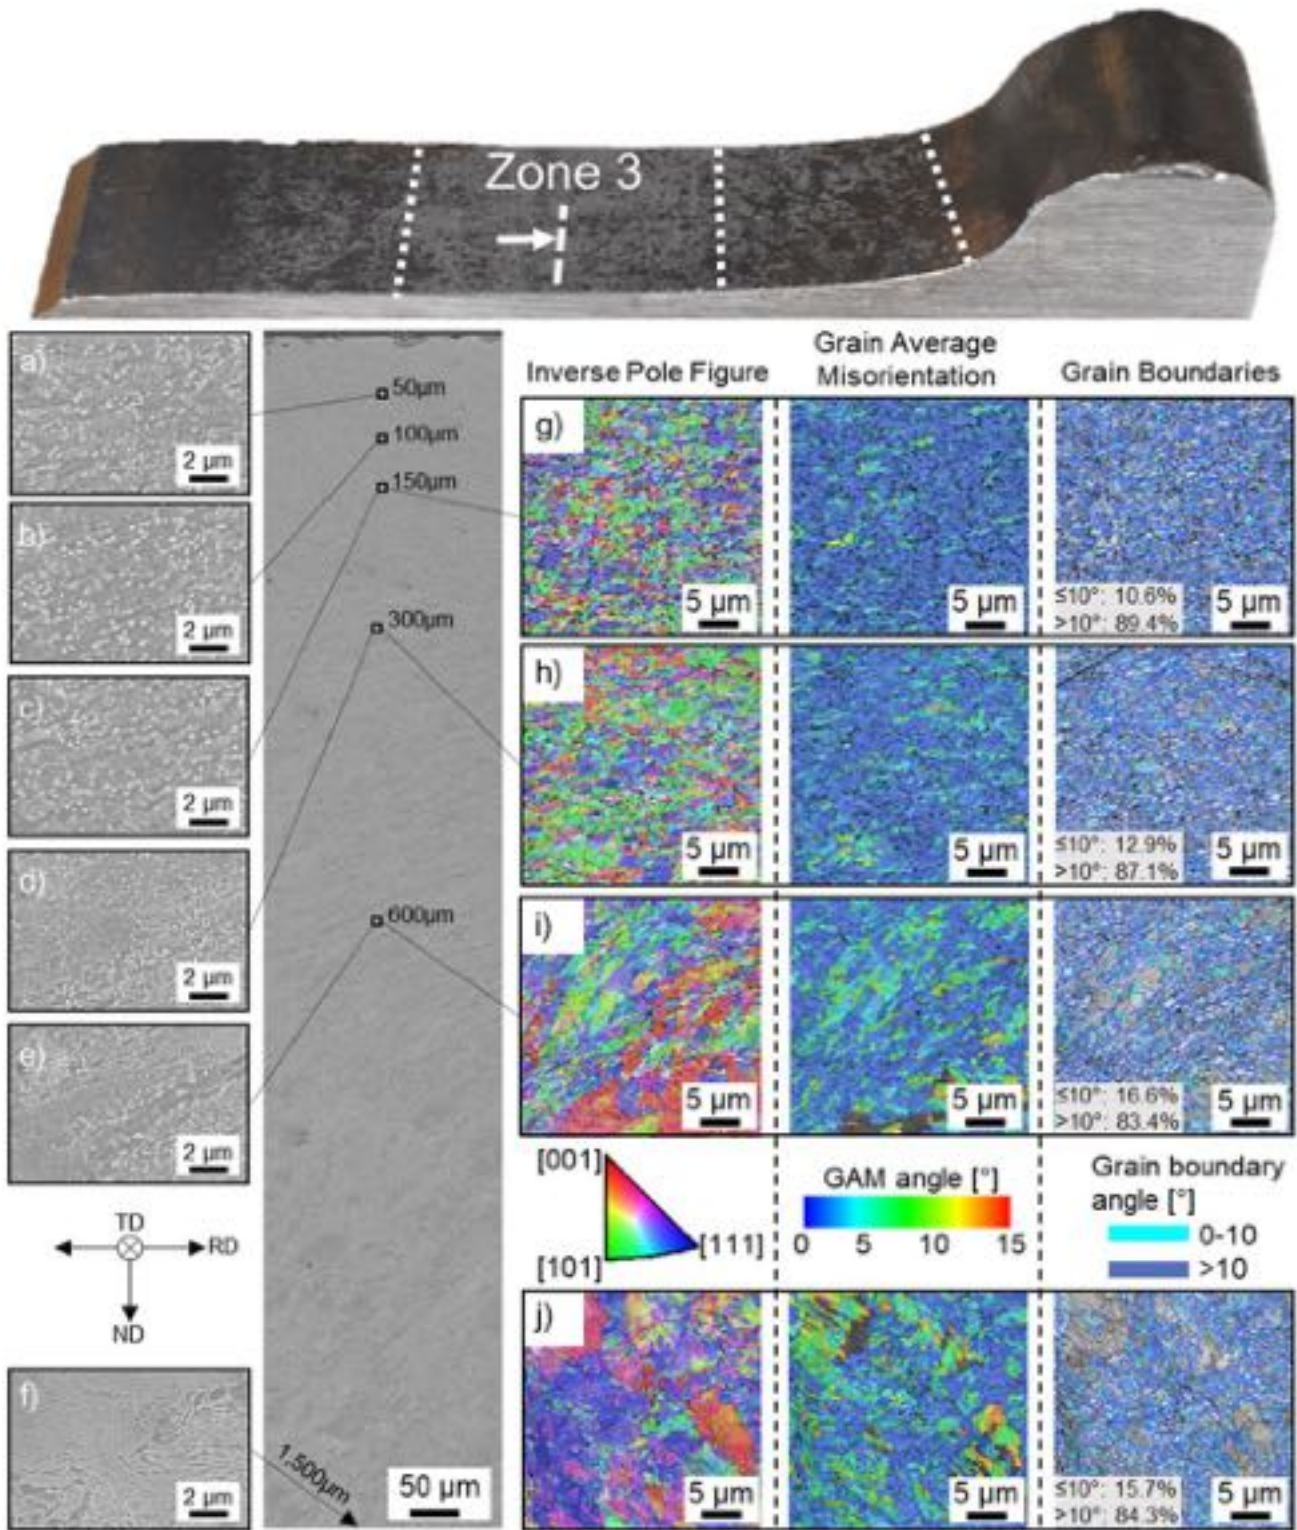 Zone 3
a)
2 µm
b)
2 µm
c)
2 µm
d)
2 µm
e)
2 µm
TD
RD
ND
f)
2 µm
50µm
100µm
150µm
300µm
600µm
1,500µm
50 µm
Inverse Pole Figure
Grain Average
Misorientation
Grain Boundaries
g)
5 µm
5 µm
≤10°: 10.6%
>10°: 89.4%
5 µm
h)
5 µm
5 µm
≤10°: 12.9%
>10°: 87.1%
5 µm
i)
5 µm
5 µm
≤10°: 16.6%
>10°: 83.4%
5 µm
[001]
[111]
[101]
GAM angle [°]
0 5 10 15
Grain boundary
angle [°]
0-10
>10
j)
5 µm
5 µm
≤10°: 15.7%
>10°: 84.3%
5 µm